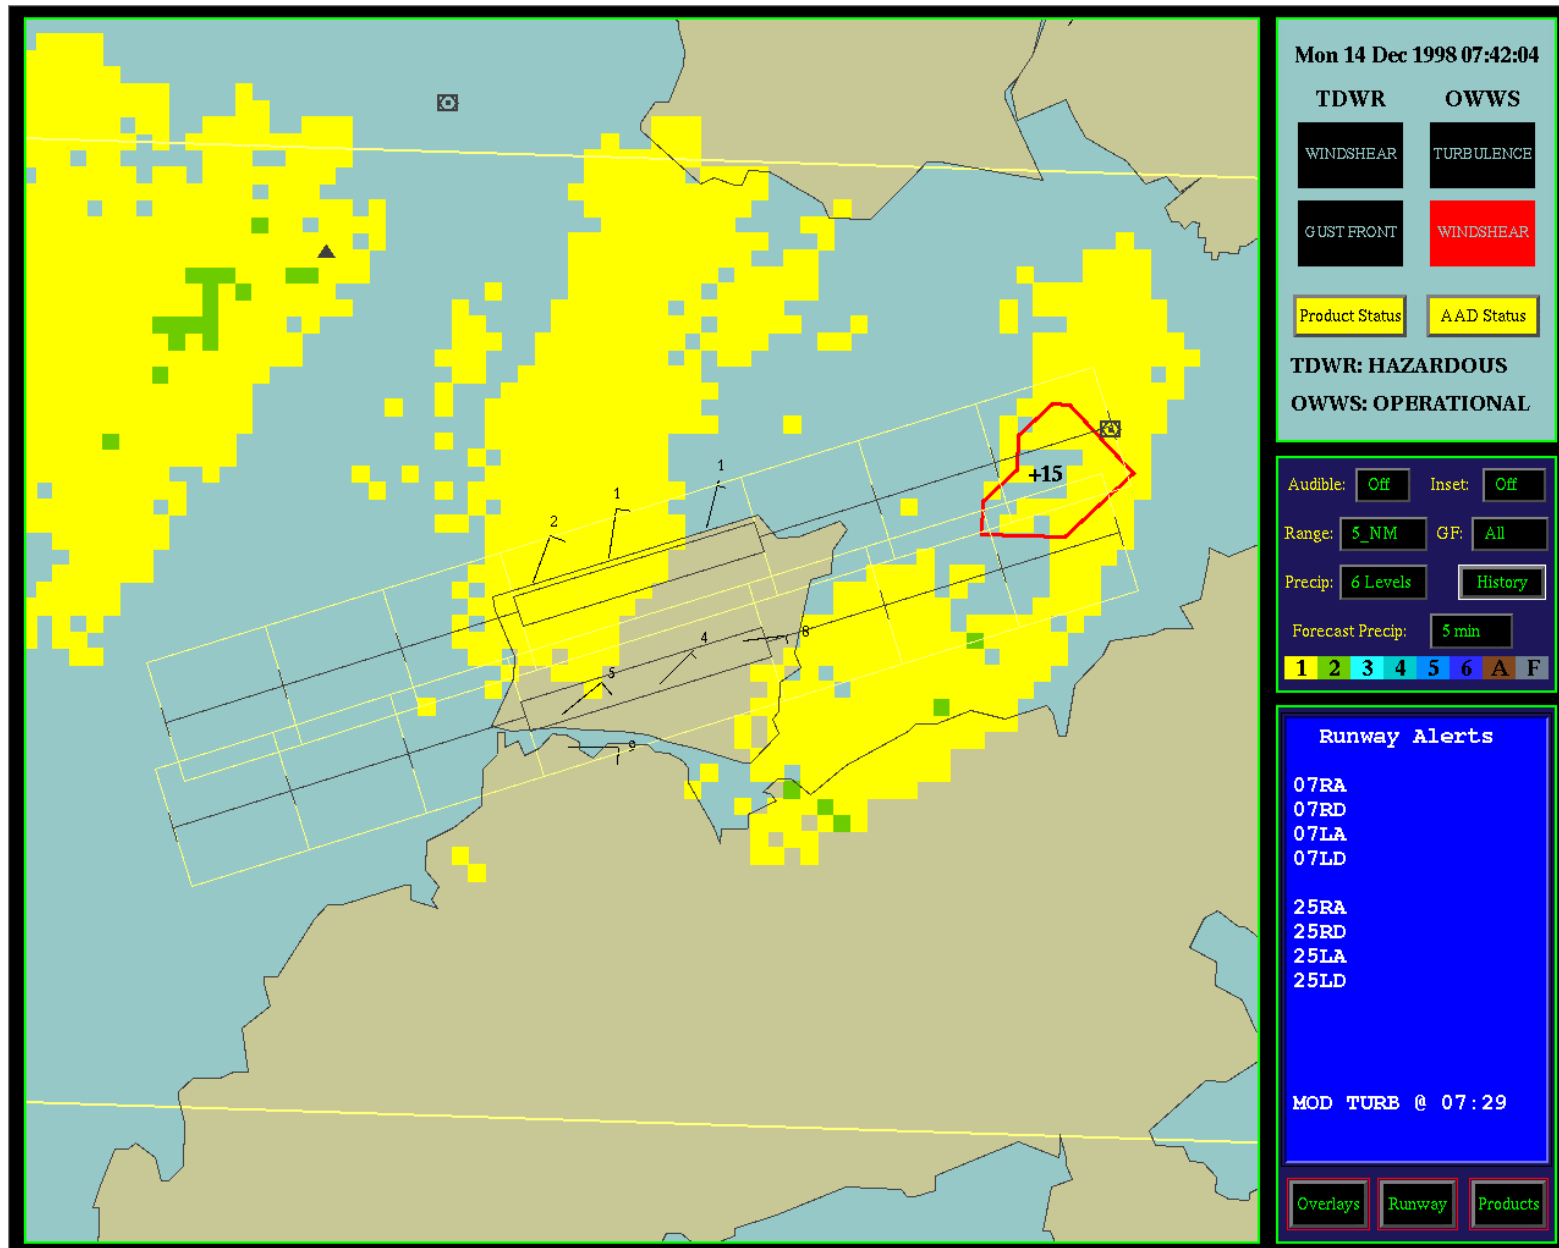 Mon 14 Dec 1998 07:42:04
TDWR OWWS
WINDSHEAR TURBULENCE
GUST FRONT WINDSHEAR
Product Status AAD Status
TDWR: HAZARDOUS
OWWS: OPERATIONAL
Audible: Off Inset: Off
Range: 5_NM GF: All
Precip: 6 Levels History
Forecast Precip: 5 min
1 2 3 4 5 6 A F
Runway Alerts
07RA
07RD
07LA
07LD
25RA
25RD
25LA
25LD
MOD TURB @ 07:29
Overlays Runway Products
1
+15
1
2
8
4
5
9